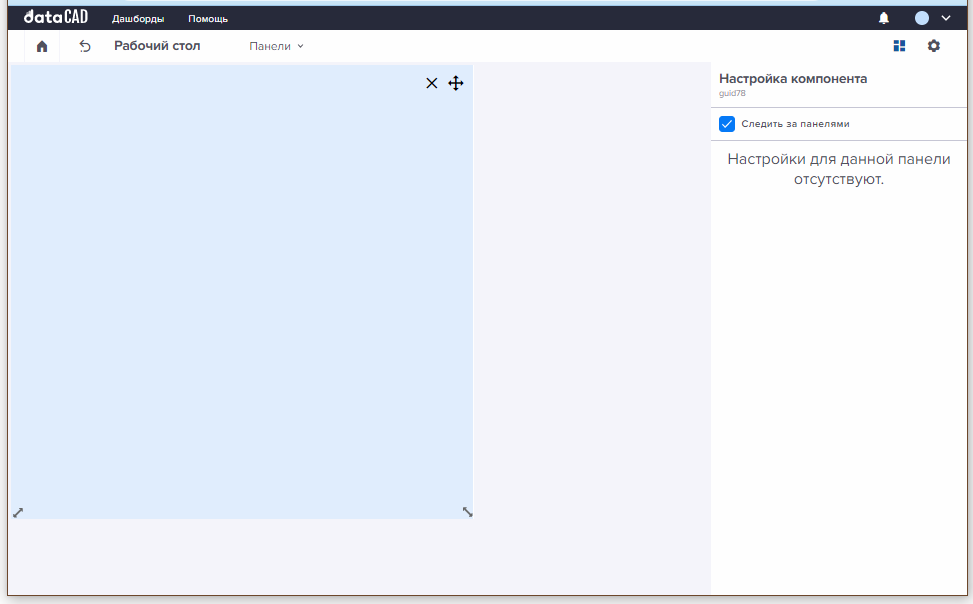 dataCAD Дашборды Помощь
Рабочий стол Панели
Настройка компонента
guid78
Следить за панелями
Настройки для данной панели
отсутствуют.